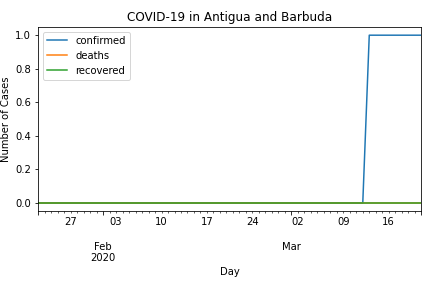 COVID-19 in Antigua and Barbuda
confirmed
deaths
recovered
Number of Cases
1.0
0.8
0.6
0.4
0.2
0.0
27 03 10 17 24 02 09 16
Feb Mar
2020
Day